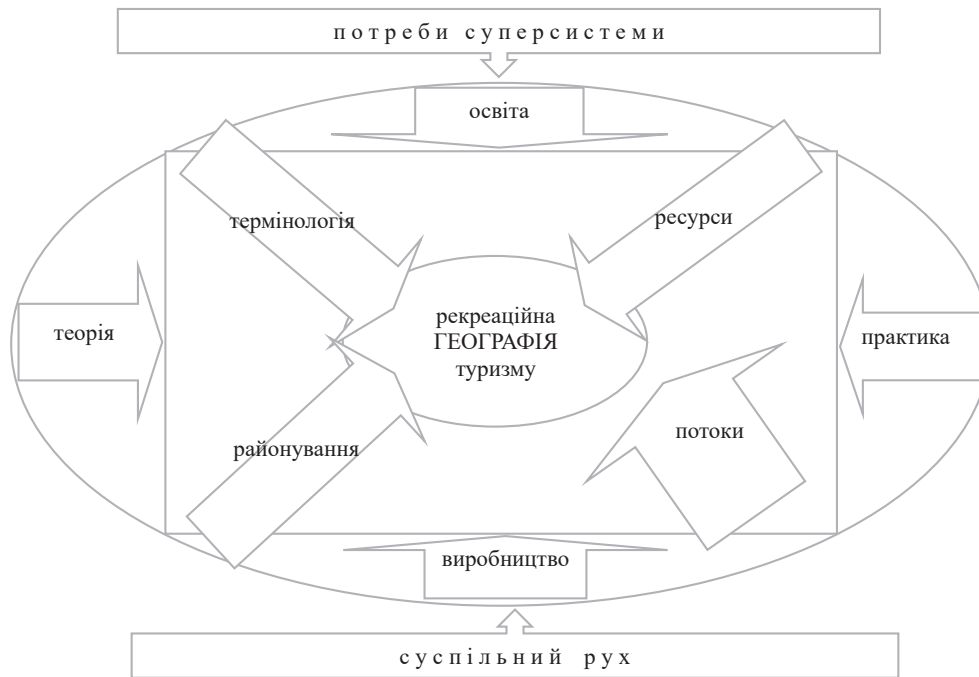 потреби суперсистеми
освіта
термінологія
ресурси
теорія
рекреаційна
ГЕОГРАФІЯ
туризму
практика
районування
потоки
виробництво
суспільний рух